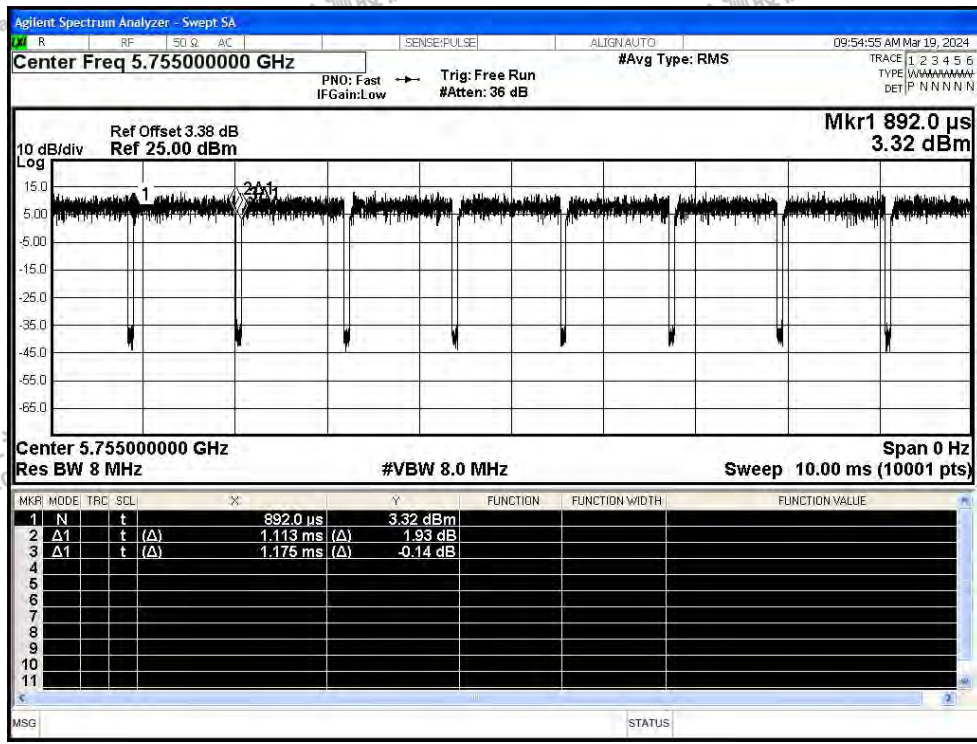 Agilent Spectrum Analyzer - Swept SA
R RF 50 Ω AC SENSE:PULSE ALIGN AUTO 09:54:55 AM Mar 19, 2024
Center Freq 5.755000000 GHz #Avg Type: RMS TRACE 1 2 3 4 5 6
PNO: Fast Trig: Free Run TYPE WWWWWW
IFGain:Low #Atten: 36 dB DET P N N N N N
Mkr1 892.0 µs
3.32 dBm
Ref Offset 3.38 dB
10 dB/div Ref 25.00 dBm
Log
15.0
1 2Δ1
5.00
-5.00
-15.0
-25.0
-35.0
-45.0
-55.0
-65.0
Center 5.755000000 GHz Span 0 Hz
Res BW 8 MHz #VBW 8.0 MHz Sweep 10.00 ms (10001 pts)
MKR MODE TRC SCL X Y FUNCTION FUNCTION WIDTH FUNCTION VALUE
1 N t 892.0 µs 3.32 dBm
2 Δ1 t (Δ) 1.113 ms (Δ) 1.93 dB
3 Δ1 t (Δ) 1.175 ms (Δ) -0.14 dB
4
5
6
7
8
9
10
11
MSG STATUS